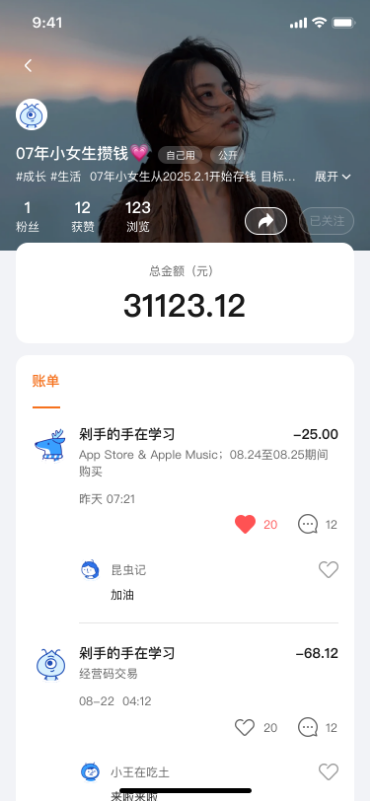 9:41
07年小女生攒钱💗 自己用 公开
#成长 #生活 07年小女生从2025.2.1开始存钱 目标... 展开
1 12 123
粉丝 获赞 浏览
已关注
总金额（元）
31123.12
账单
剁手的手在学习 −25.00
App Store & Apple Music；08.24至08.25期间
购买
昨天 07:21
20 12
昆虫记
加油
剁手的手在学习 −68.12
经营码交易
08−22 04:12
20 12
小王在吃土
来啦来啦